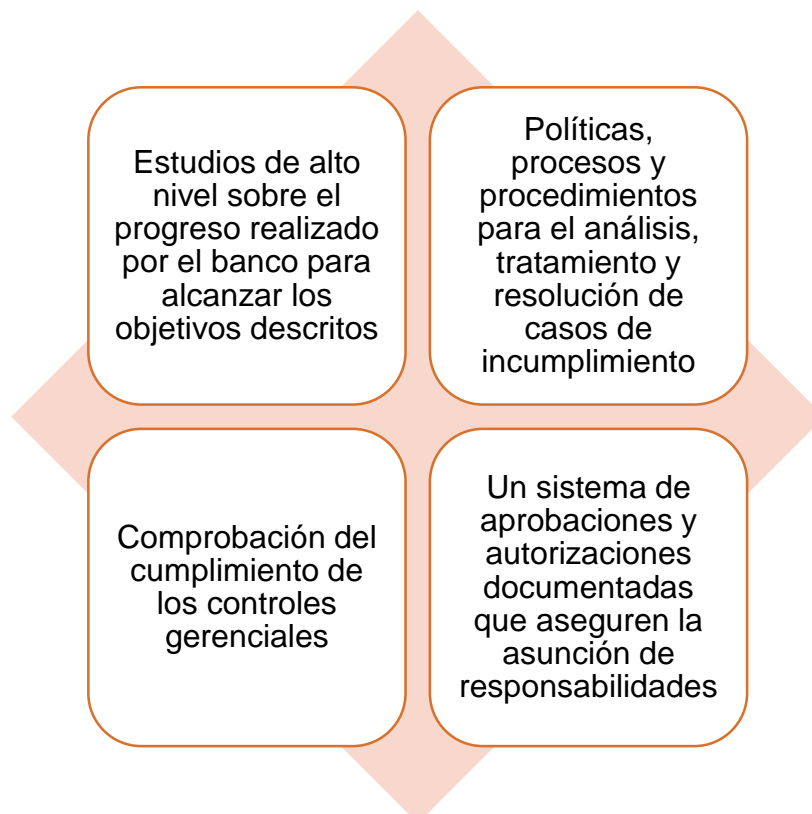 Estudios de alto
nivel sobre el
progreso realizado
por el banco para
alcanzar los
objetivos descritos
Políticas,
procesos y
procedimientos
para el análisis,
tratamiento y
resolución de
casos de
incumplimiento
Comprobación del
cumplimiento de
los controles
gerenciales
Un sistema de
aprobaciones y
autorizaciones
documentadas
que aseguren la
asunción de
responsabilidades